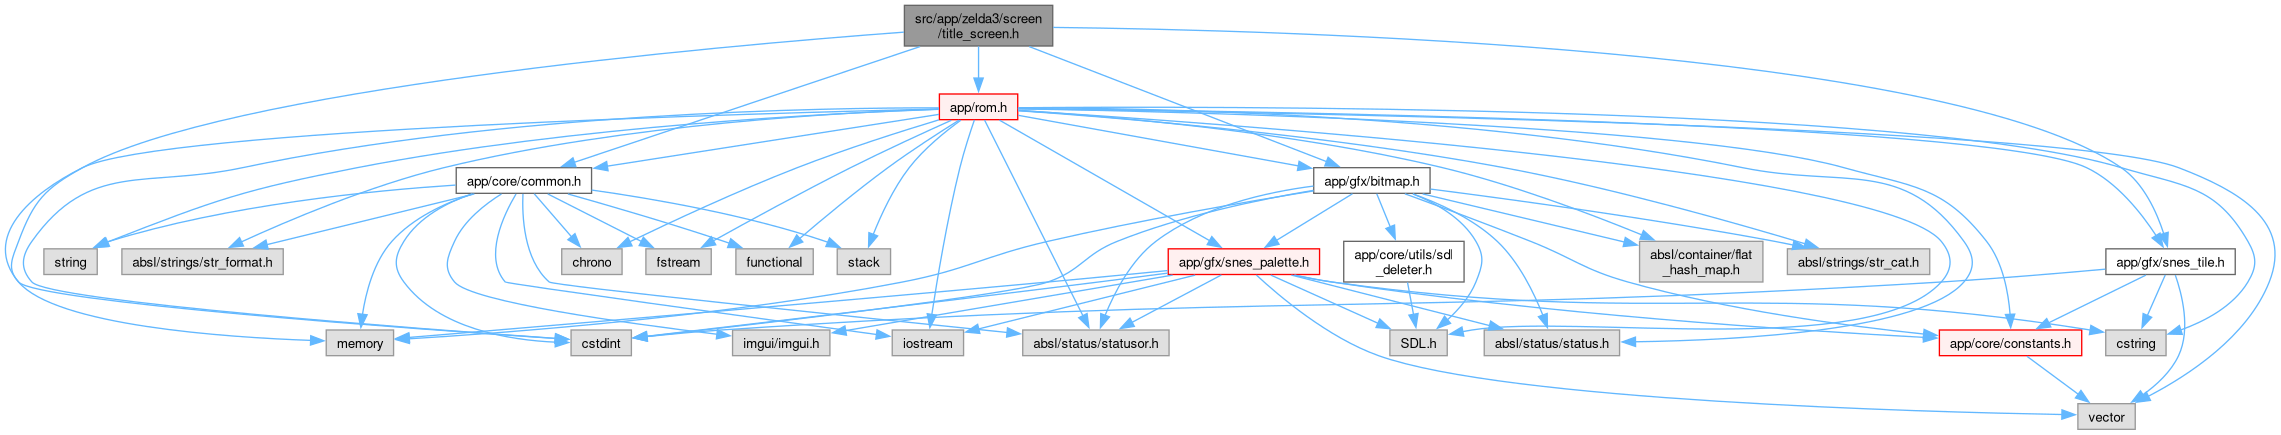 src/app/zelda3/screen
/title_screen.h
app/rom.h
app/core/common.h
app/gfx/bitmap.h
string
absl/strings/str_format.h
chrono
fstream
functional
stack
app/gfx/snes_palette.h
app/core/utils/sdl
_deleter.h
absl/container/flat
_hash_map.h
absl/strings/str_cat.h
app/gfx/snes_tile.h
memory
cstdint
imgui/imgui.h
iostream
absl/status/statusor.h
SDL.h
absl/status/status.h
app/core/constants.h
cstring
vector